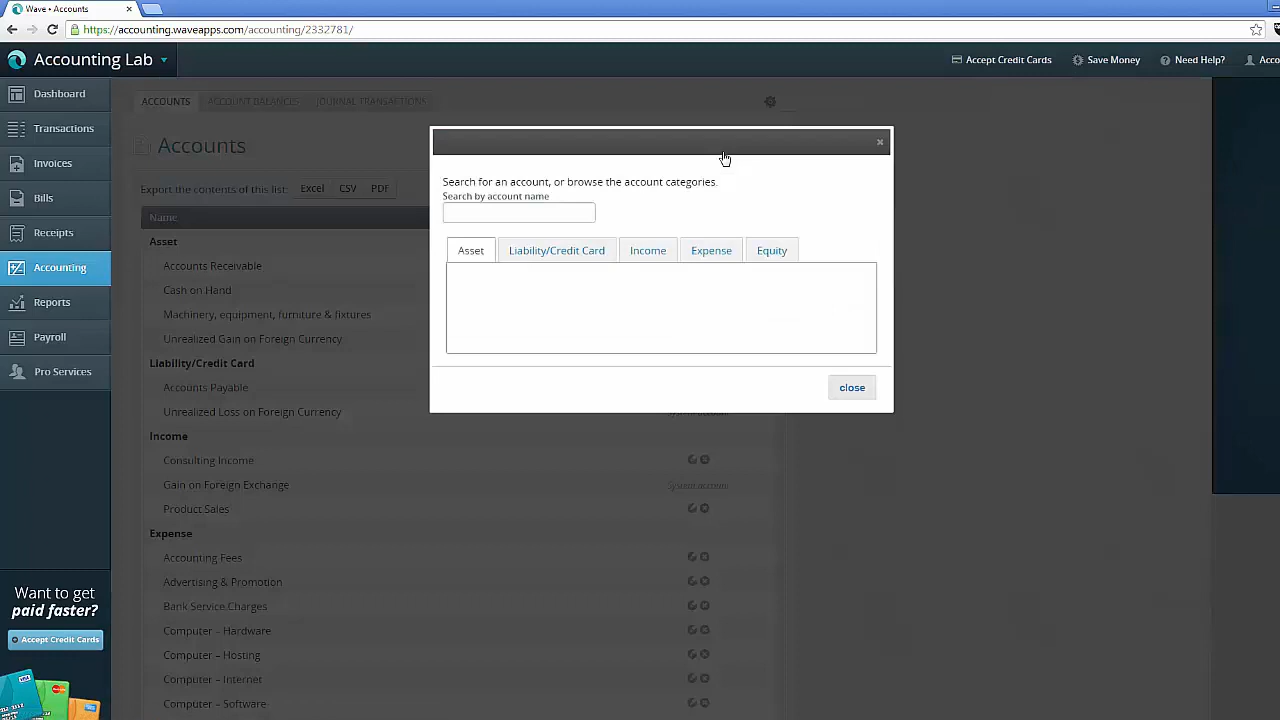 Wave • Accounts
https://accounting.waveapps.com/accounting/2332781/
Accounting Lab
Accept Credit Cards
Save Money
Need Help?
Acco
Dashboard
Transactions
Invoices
Bills
Receipts
Accounting
Reports
Payroll
Pro Services
Want to get
paid faster?
Accept Credit Cards
ACCOUNTS
ACCOUNT BALANCES
JOURNAL TRANSACTIONS
Accounts
Export the contents of this list:
Excel
CSV
PDF
Name
Asset
Accounts Receivable
Cash on Hand
Machinery, equipment, furniture & fixtures
Unrealized Gain on Foreign Currency
Liability/Credit Card
Accounts Payable
Unrealized Loss on Foreign Currency
Income
Consulting Income
Gain on Foreign Exchange
System account
Product Sales
Expense
Accounting Fees
Advertising & Promotion
Bank Service Charges
Computer – Hardware
Computer – Hosting
Computer – Internet
Computer – Software
Search for an account, or browse the account categories.
Search by account name
Asset
Liability/Credit Card
Income
Expense
Equity
close